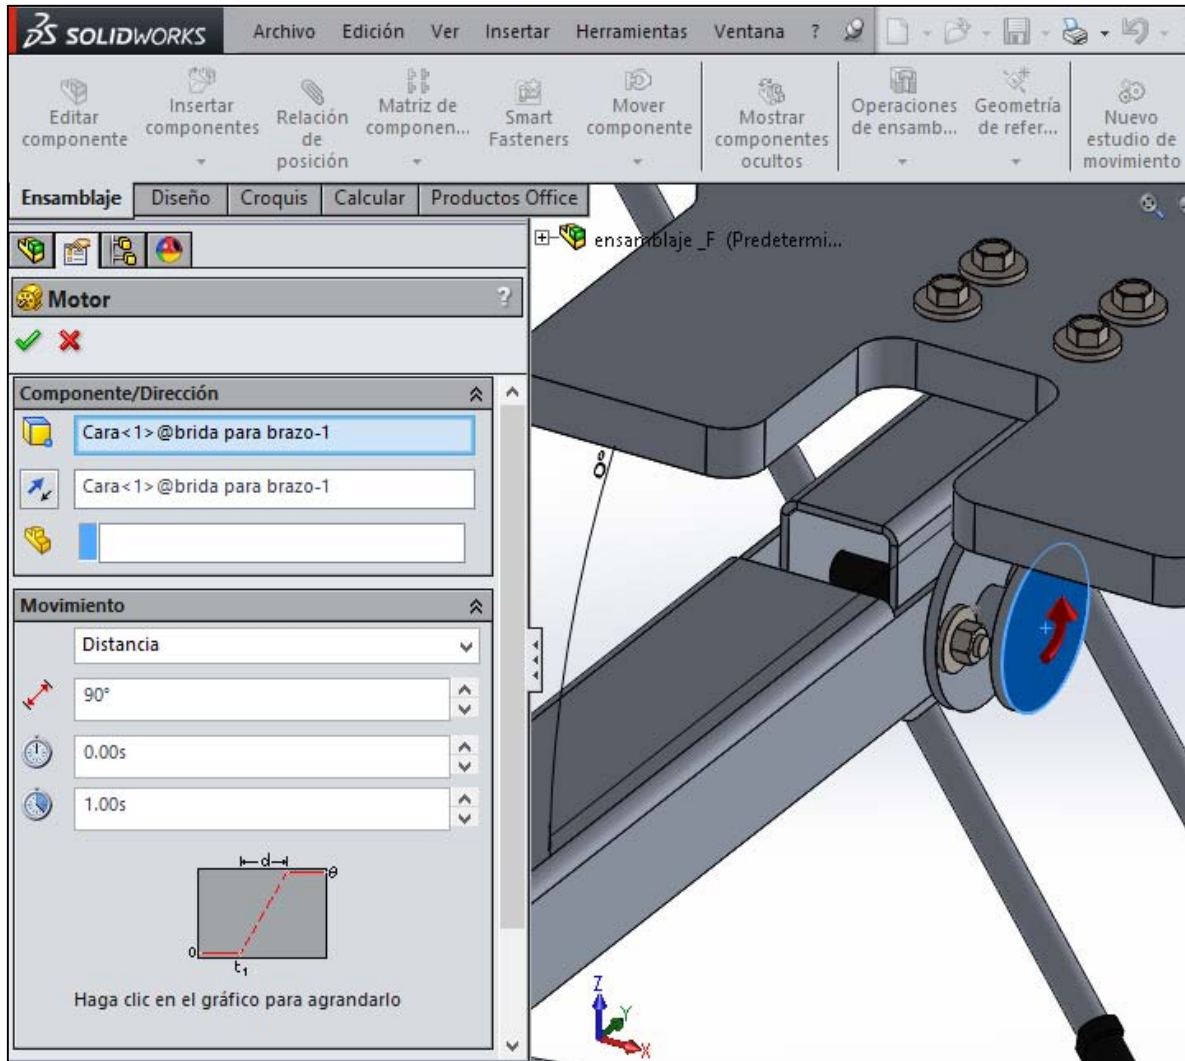 SOLIDWORKS
Archivo Edición Ver Insertar Herramientas Ventana ?
Editar componente
Insertar componentes
Relación de posición
Matriz de componen...
Smart Fasteners
Mover componente
Mostrar componentes ocultos
Operaciones de ensamb...
Geometría de refer...
Nuevo estudio de movimiento
Ensamblaje Diseño Croquis Calcular Productos Office
ensamblaje _F (Predetermi...
Motor ?
Componente/Dirección
Cara<1>@brida para brazo-1
Cara<1>@brida para brazo-1
Movimiento
Distancia
90°
0.00s
1.00s
d
θ
0
t1
Haga clic en el gráfico para agrandarlo
Z
Y
X